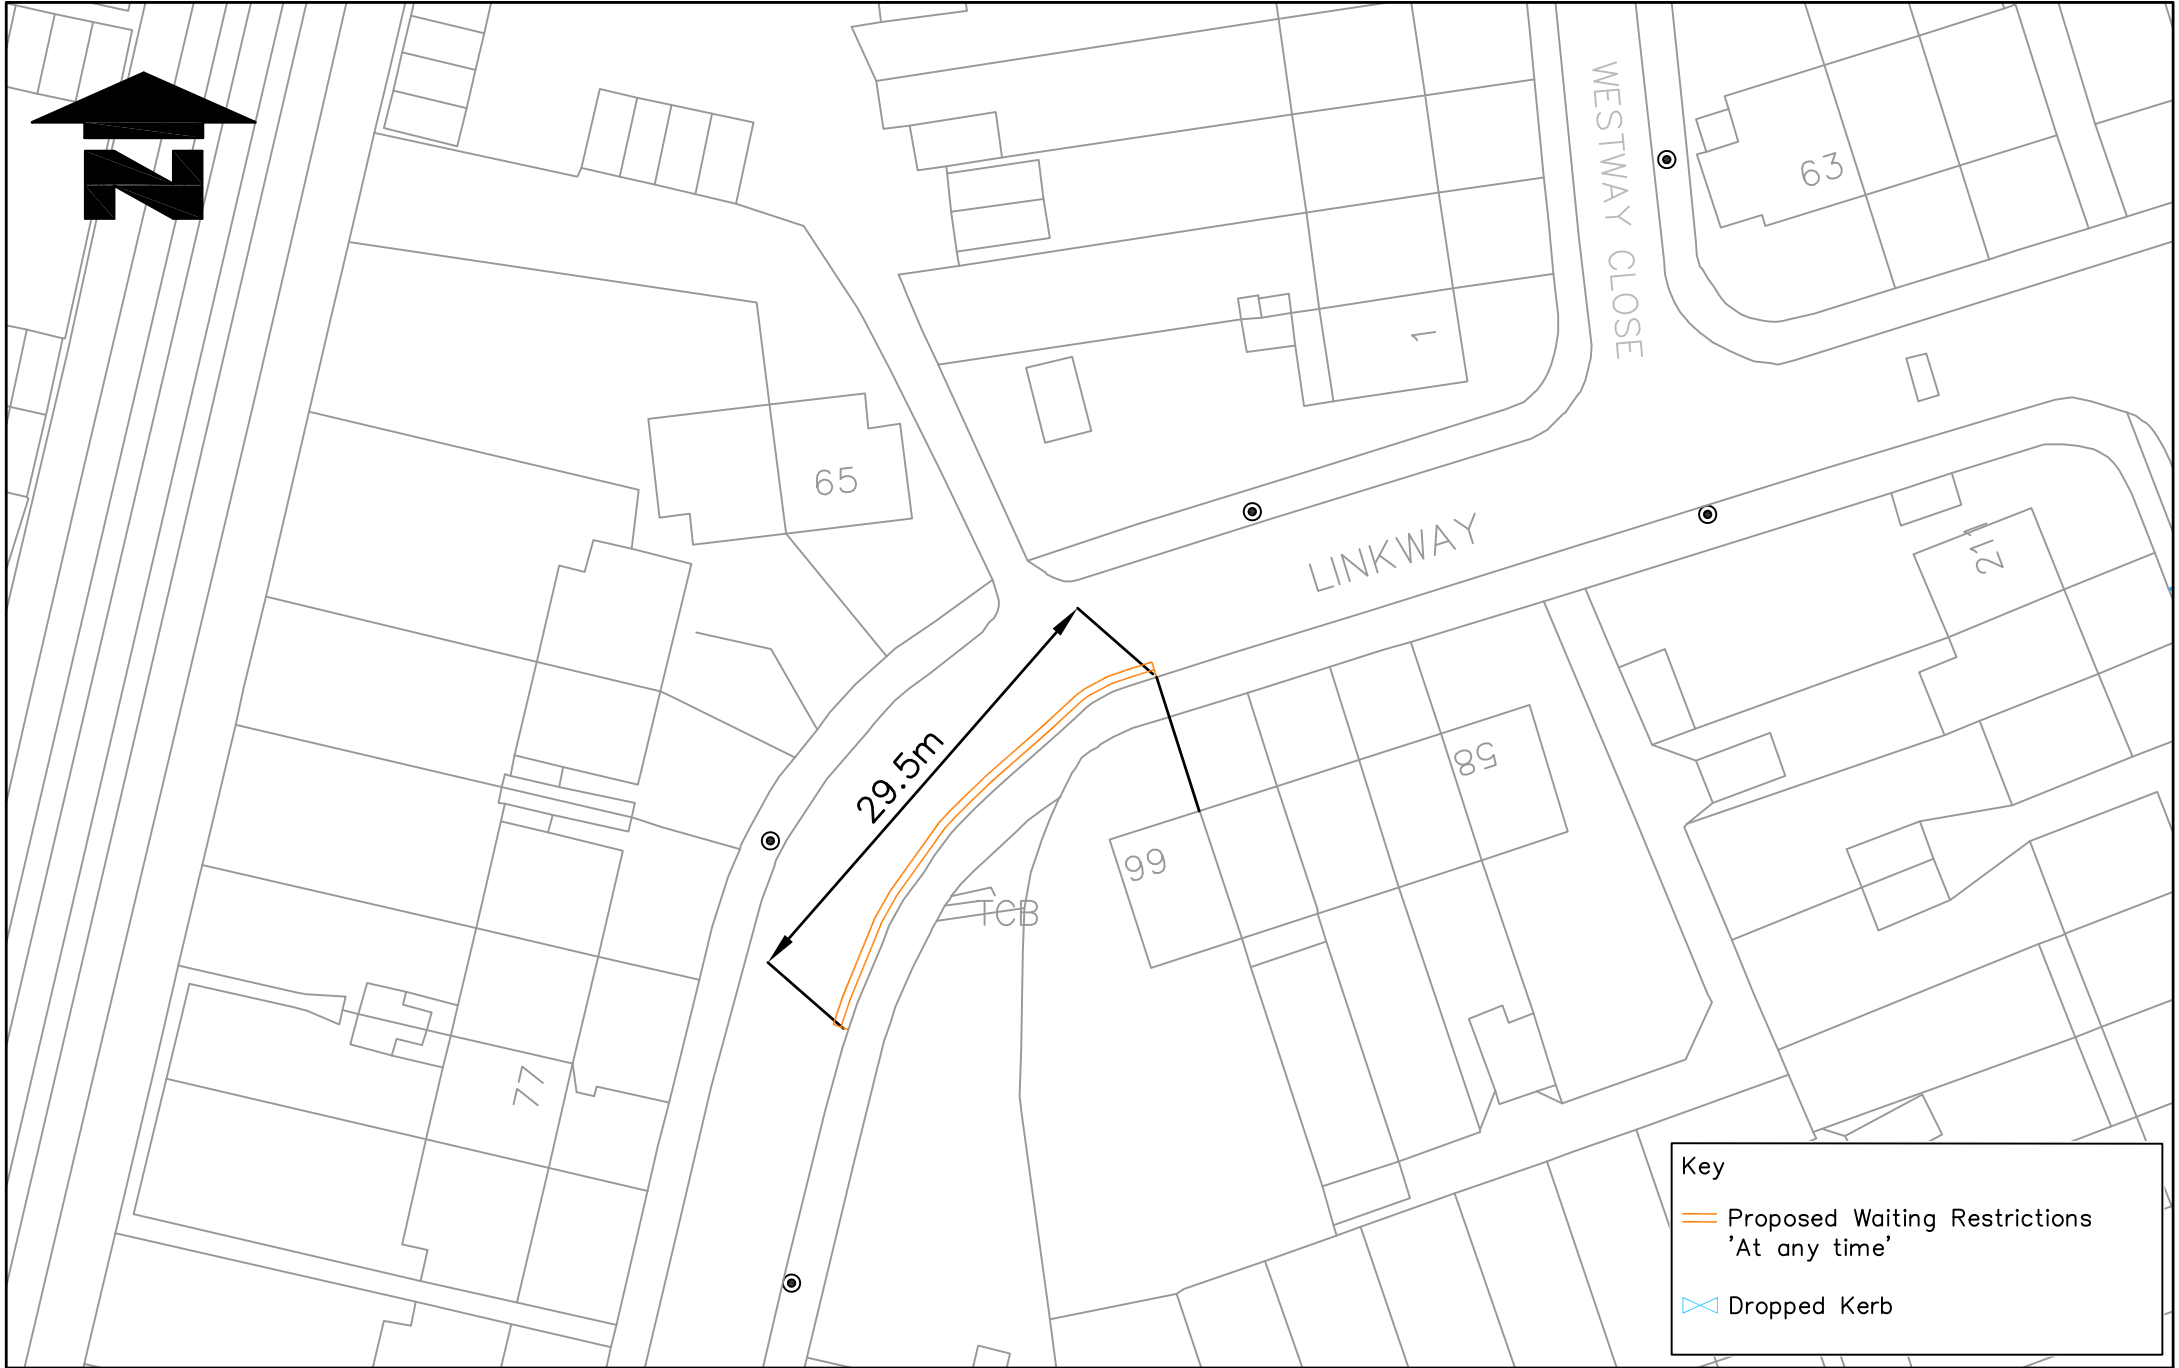 N
WESTWAY CLOSE
63
1
65
LINKWAY
211
29.5m
58
66
TCB
77
Key
Proposed Waiting Restrictions
'At any time'
Dropped Kerb